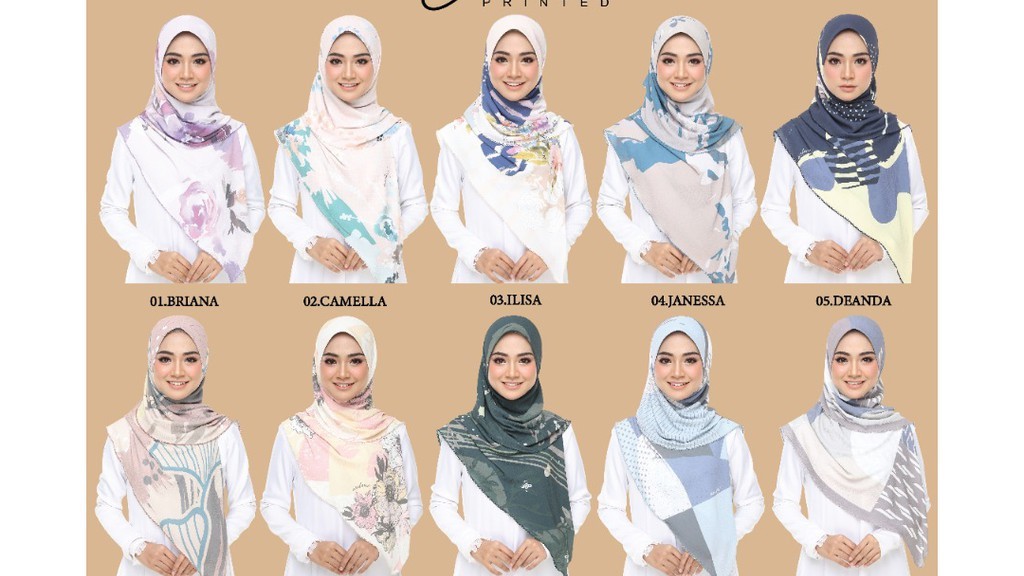 PRINTED
01.BRIANA
02.CAMELLA
03.ILISA
04.JANESSA
05.DEANDA